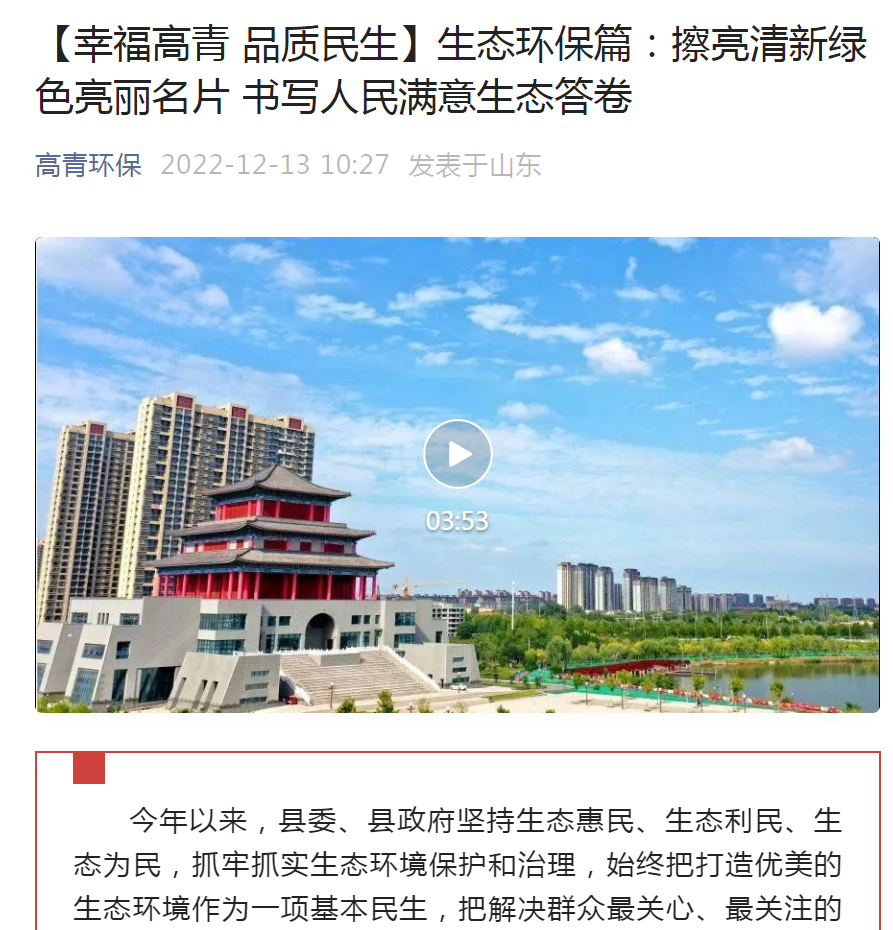 【幸福高青 品质民生】生态环保篇：擦亮清新绿
色亮丽名片 书写人民满意生态答卷
高青环保 2022-12-13 10:27 发表于山东
03:53
今年以来，县委、县政府坚持生态惠民、生态利民、生
态为民，抓牢抓实生态环境保护和治理，始终把打造优美的
生态环境作为一项基本民生，把解决群众最关心、最关注的